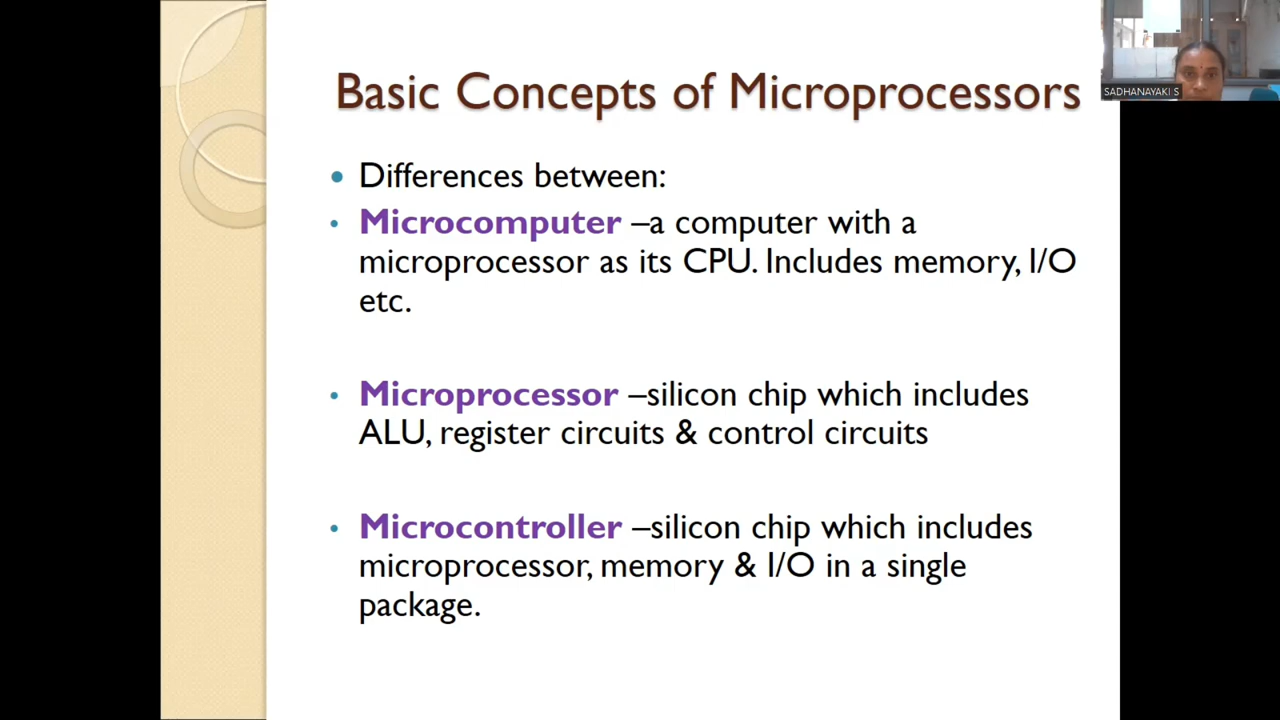 Basic Concepts of Microprocessors
SADHANAYAKI S
• Differences between:
• Microcomputer –a computer with a
microprocessor as its CPU. Includes memory, I/O
etc.
• Microprocessor –silicon chip which includes
ALU, register circuits & control circuits
• Microcontroller –silicon chip which includes
microprocessor, memory & I/O in a single
package.